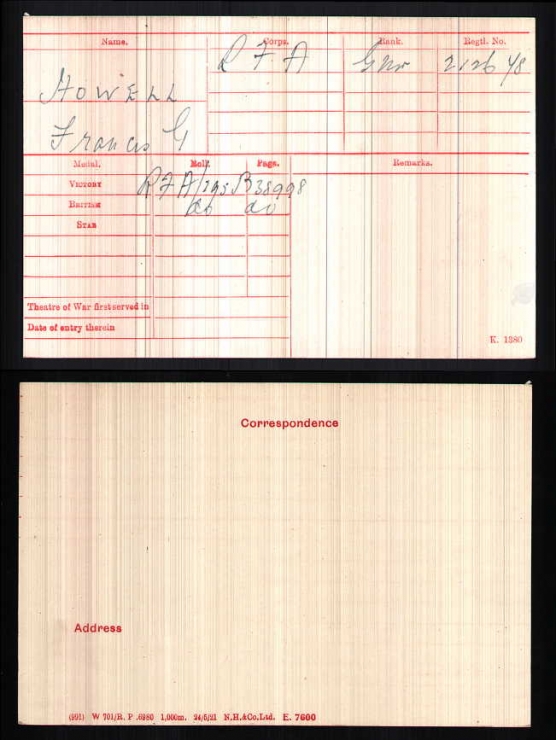 Name. Corps. Rank. Regtl. No.
R F A Gnr 212648
HOWELL
Francis G
Medal. Roll. Page. Remarks.
VICTORY RFA/295B 38998
BRITISH do do
STAR
Theatre of War first served in
Date of entry therein
K. 1380
Correspondence
Address
(991) W 701/R. P .6980 1,000m. 24/5/21 N.H.&Co.Ltd. E. 7600